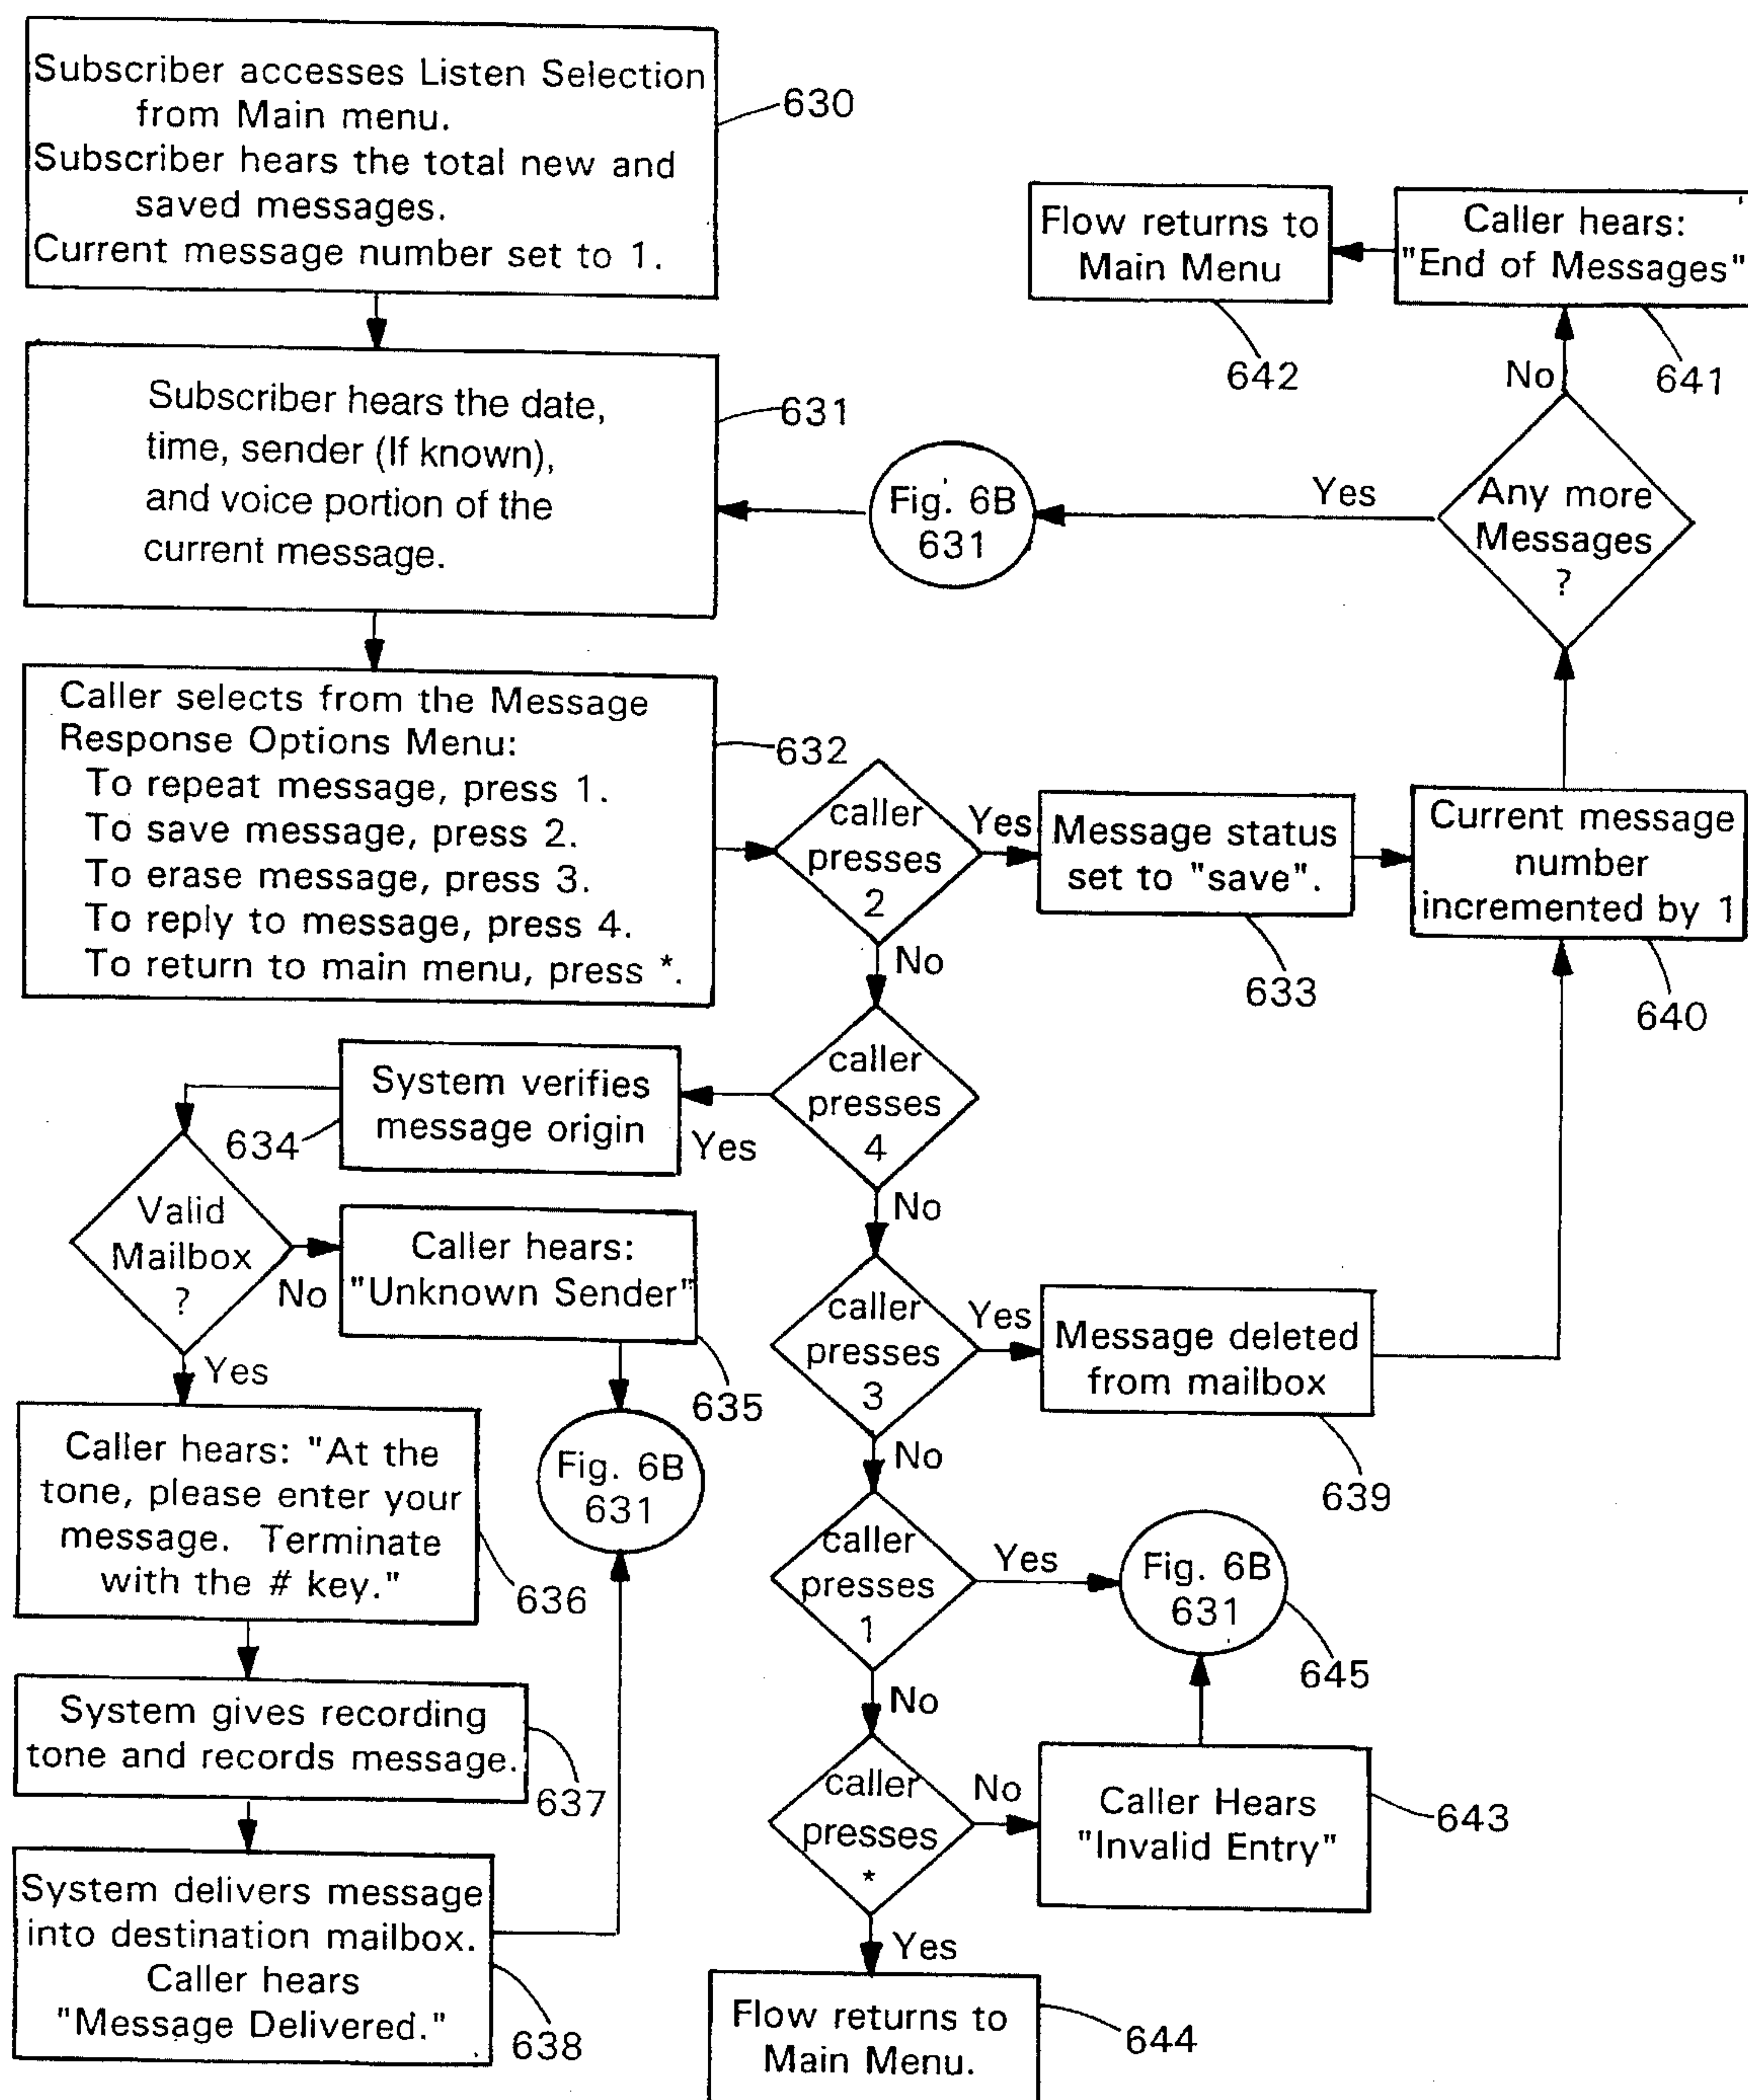 Subscriber accesses Listen Selection
from Main menu.
Subscriber hears the total new and
saved messages.
Current message number set to 1.
630
Flow returns to
Main Menu
642
Caller hears:
"End of Messages"
641
No
Subscriber hears the date,
time, sender (If known),
and voice portion of the
current message.
631
Fig. 6B
631
Yes
Any more
Messages
?
Caller selects from the Message
Response Options Menu:
To repeat message, press 1.
To save message, press 2.
To erase message, press 3.
To reply to message, press 4.
To return to main menu, press *.
632
caller
presses
2
Yes
Message status
set to "save".
633
Current message
number
incremented by 1
640
No
caller
presses
4
Yes
System verifies
message origin
634
Valid
Mailbox
?
No
Caller hears:
"Unknown Sender"
635
Fig. 6B
631
No
caller
presses
3
Yes
Message deleted
from mailbox
639
Yes
Caller hears: "At the
tone, please enter your
message. Terminate
with the # key."
636
No
caller
presses
1
Yes
Fig. 6B
631
645
System gives recording
tone and records message.
637
No
caller
presses
*
No
Caller Hears
"Invalid Entry"
643
System delivers message
into destination mailbox.
Caller hears
"Message Delivered."
638
Yes
Flow returns to
Main Menu.
644